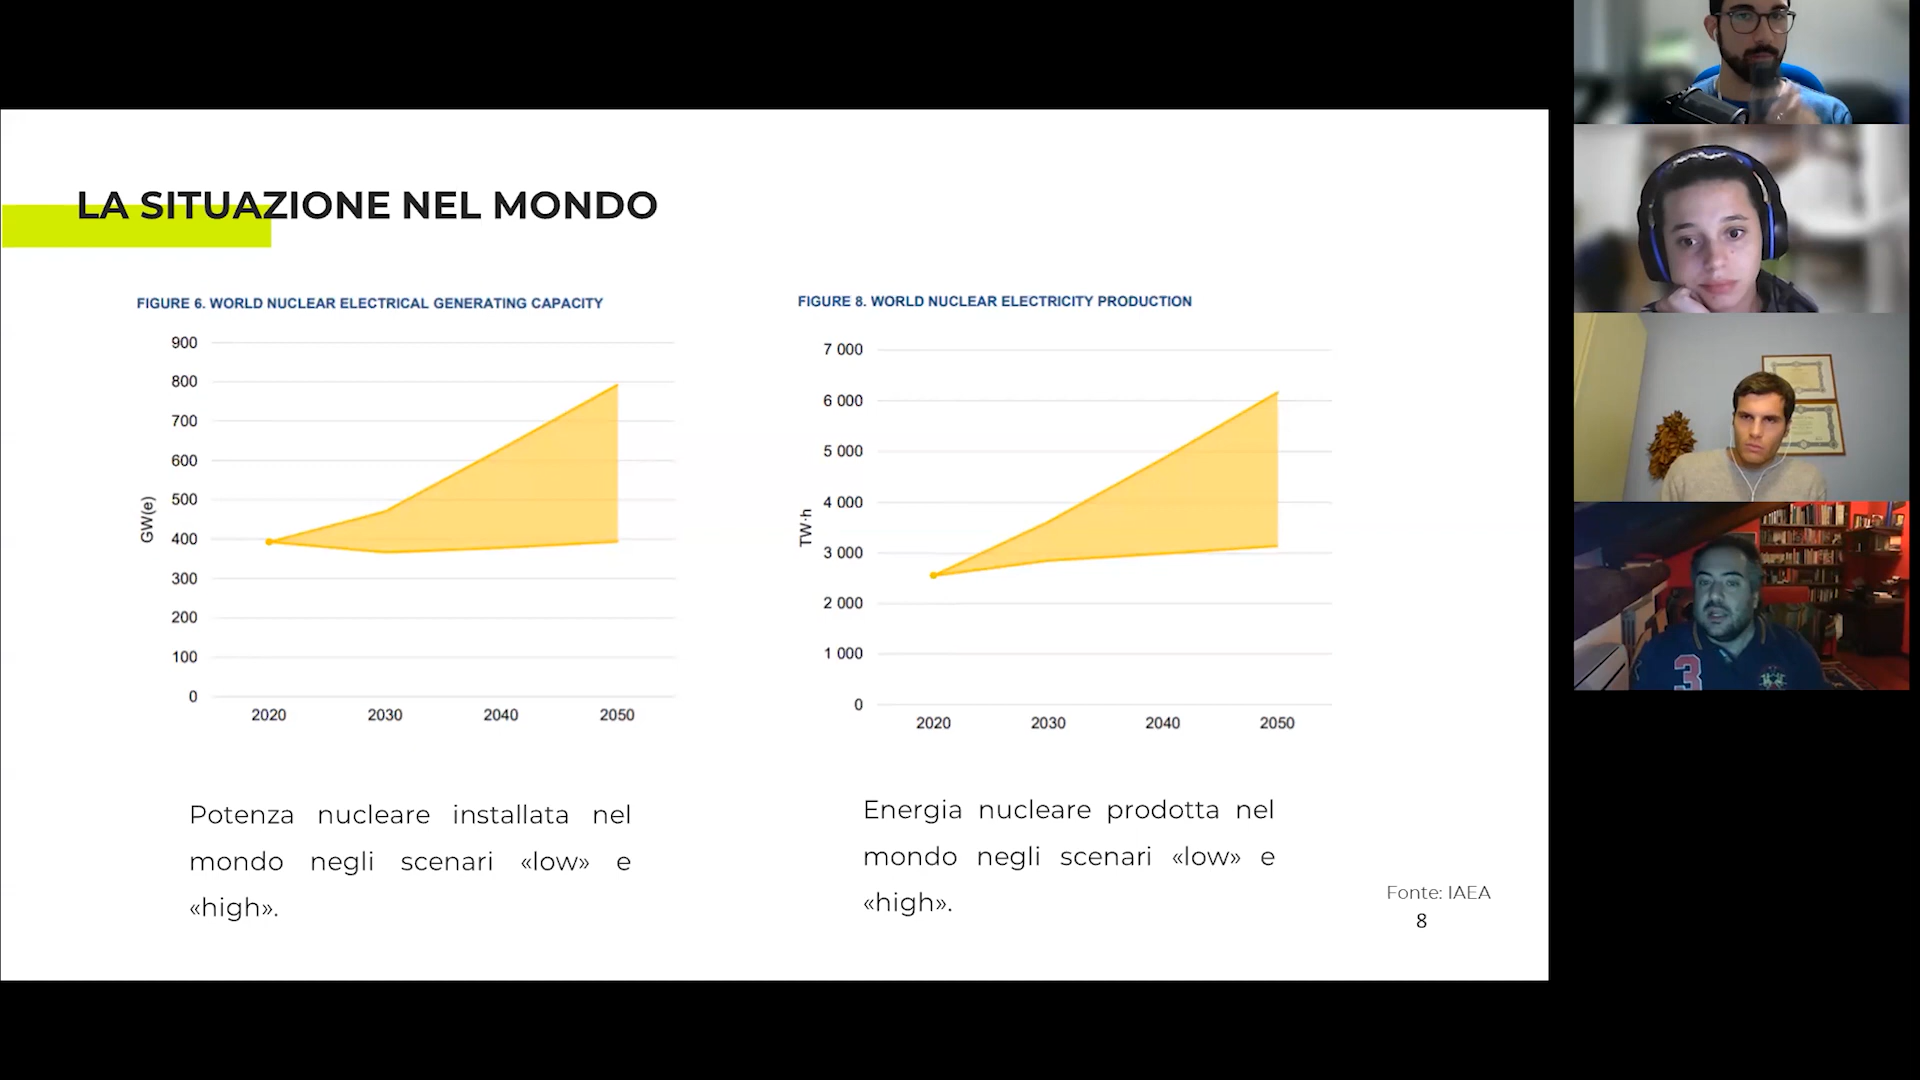 LA SITUAZIONE NEL MONDO
FIGURE 6. WORLD NUCLEAR ELECTRICAL GENERATING CAPACITY
900
800
700
600
500
400
300
200
100
0
GW(e)
2020 2030 2040 2050
Potenza nucleare installata nel
mondo negli scenari «low» e
«high».
FIGURE 8. WORLD NUCLEAR ELECTRICITY PRODUCTION
7 000
6 000
5 000
4 000
3 000
2 000
1 000
0
TW·h
2020 2030 2040 2050
Energia nucleare prodotta nel
mondo negli scenari «low» e
«high».
Fonte: IAEA
8
3